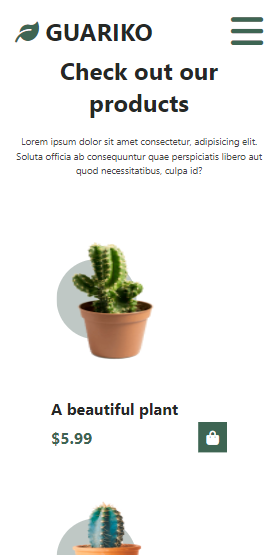 GUARIKO
Check out our
products
Lorem ipsum dolor sit amet consectetur, adipisicing elit.
Soluta officia ab consequuntur quae perspiciatis libero aut
quod necessitatibus, culpa id?
A beautiful plant
$5.99